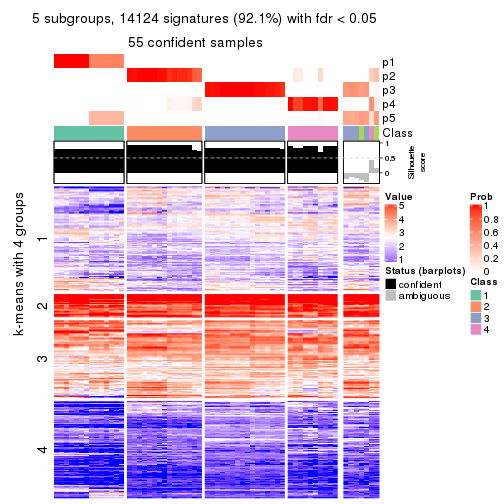 5 subgroups, 14124 signatures (92.1%) with fdr < 0.05
55 confident samples
p1
p2
p3
p4
p5
Class
1
0.5
0
Silhouette
score
k-means with 4 groups
1
2
3
4
Value
5
4
3
2
1
Status (barplots)
confident
ambiguous
Prob
1
0.8
0.6
0.4
0.2
0
Class
1
2
3
4